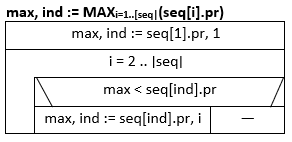 max, ind := MAXi=1..[seq|(seq[i].pr)
max, ind := seq[1].pr, 1
i = 2 .. |seq|
max < seq[ind].pr
max, ind := seq[ind].pr, i —